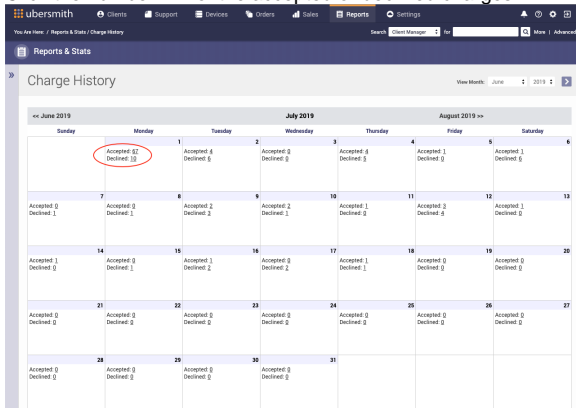 ubersmith Clients Support Devices Orders Sales Reports Settings
You Are Here: / Reports & Stats / Charge History Search Client Manager for More | Advanced
Reports & Stats
»
Charge History View Month: June 2019
<< June 2019 July 2019 August 2019 >>
Sunday Monday Tuesday Wednesday Thursday Friday Saturday
1 2 3 4 5 6
Accepted: 67 Accepted: 4 Accepted: 0 Accepted: 4 Accepted: 1 Accepted: 1
Declined: 10 Declined: 6 Declined: 0 Declined: 5 Declined: 0 Declined: 6
7 8 9 10 11 12 13
Accepted: 0 Accepted: 0 Accepted: 2 Accepted: 2 Accepted: 1 Accepted: 3 Accepted: 1
Declined: 1 Declined: 1 Declined: 3 Declined: 1 Declined: 0 Declined: 4 Declined: 0
14 15 16 17 18 19 20
Accepted: 1 Accepted: 0 Accepted: 1 Accepted: 0 Accepted: 1 Accepted: 0 Accepted: 0
Declined: 0 Declined: 1 Declined: 2 Declined: 2 Declined: 1 Declined: 0 Declined: 0
21 22 23 24 25 26 27
Accepted: 0 Accepted: 0 Accepted: 0 Accepted: 0 Accepted: 0 Accepted: 0 Accepted: 0
Declined: 0 Declined: 0 Declined: 0 Declined: 0 Declined: 0 Declined: 0 Declined: 0
28 29 30 31
Accepted: 0 Accepted: 0 Accepted: 0 Accepted: 0
Declined: 0 Declined: 0 Declined: 0 Declined: 0